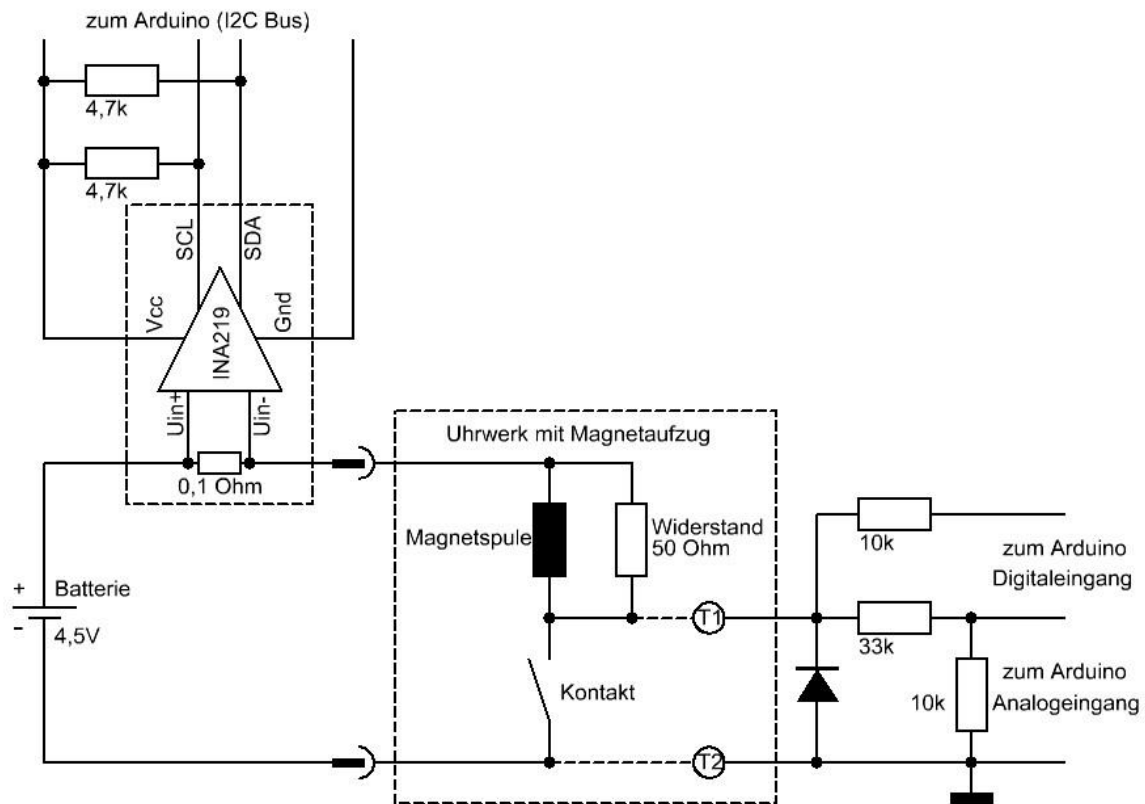 zum Arduino (I2C Bus)
4,7k
4,7k
SCL
SDA
Vcc
Gnd
INA219
Uin+
Uin-
0,1 Ohm
Uhrwerk mit Magnetaufzug
Magnetspule
Widerstand
50 Ohm
10k
zum Arduino
Digitaleingang
+
Batterie
-
4,5V
T1
33k
Kontakt
10k
zum Arduino
Analogeingang
T2